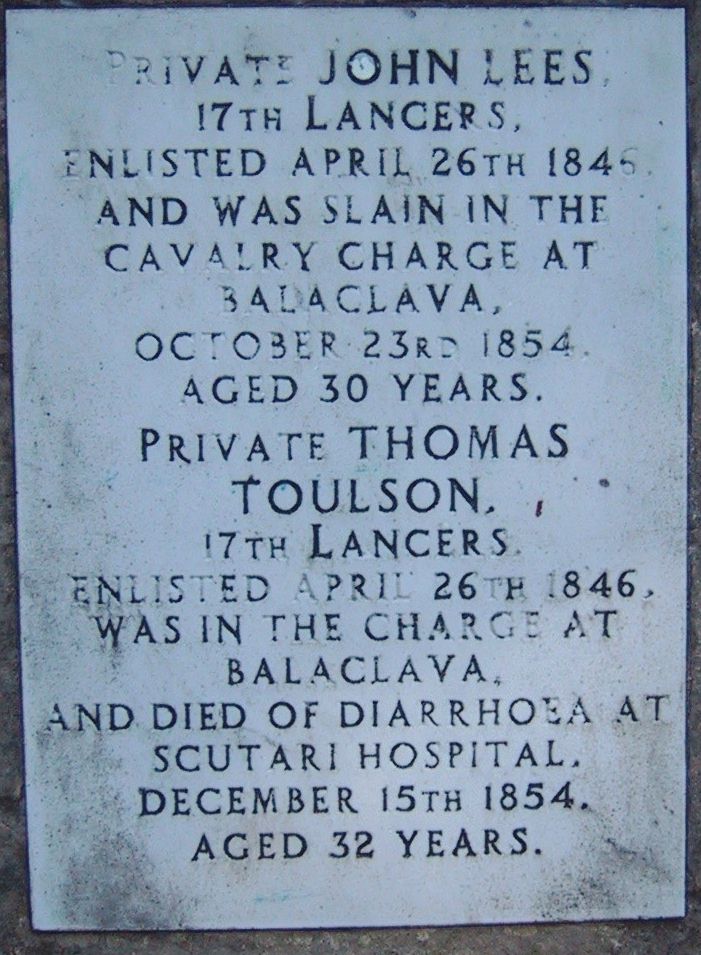 PRIVATE JOHN LEES,
17TH LANCERS,
ENLISTED APRIL 26TH 1846.
AND WAS SLAIN IN THE
CAVALRY CHARGE AT
BALACLAVA,
OCTOBER 23RD 1854.
AGED 30 YEARS.
PRIVATE THOMAS
TOULSON,
17TH LANCERS.
ENLISTED APRIL 26TH 1846,
WAS IN THE CHARGE AT
BALACLAVA,
AND DIED OF DIARRHOEA AT
SCUTARI HOSPITAL,
DECEMBER 15TH 1854.
AGED 32 YEARS.